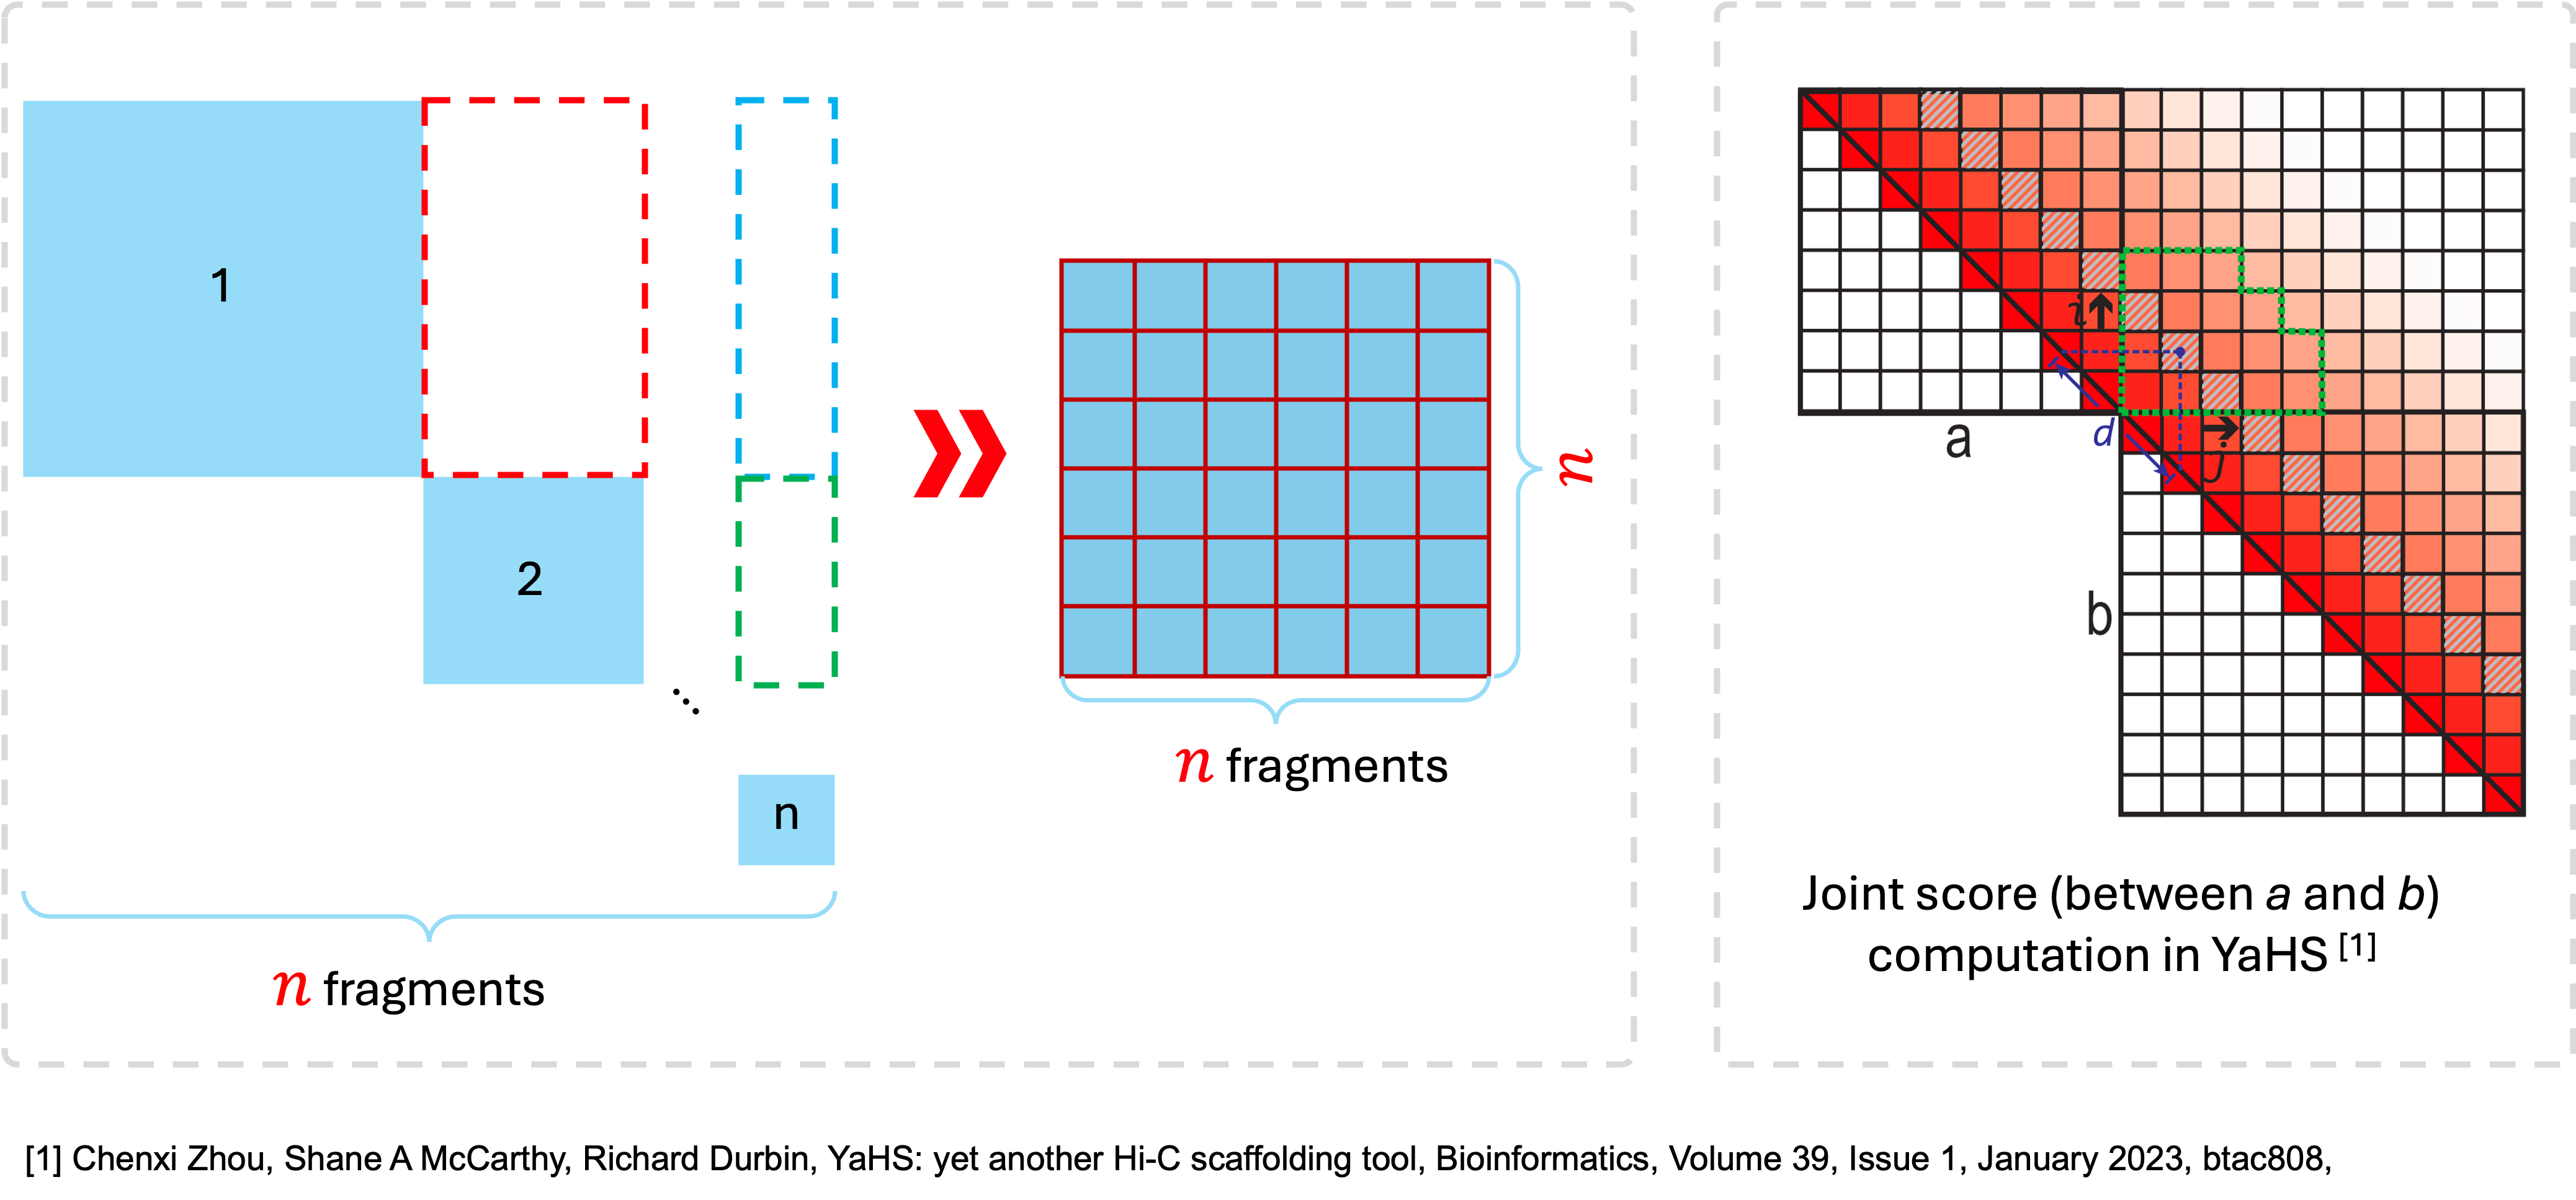 1
2
n
n fragments
n
n fragments
a
b
i
j
d
Joint score (between a and b)
computation in YaHS [1]
[1] Chenxi Zhou, Shane A McCarthy, Richard Durbin, YaHS: yet another Hi-C scaffolding tool, Bioinformatics, Volume 39, Issue 1, January 2023, btac808,